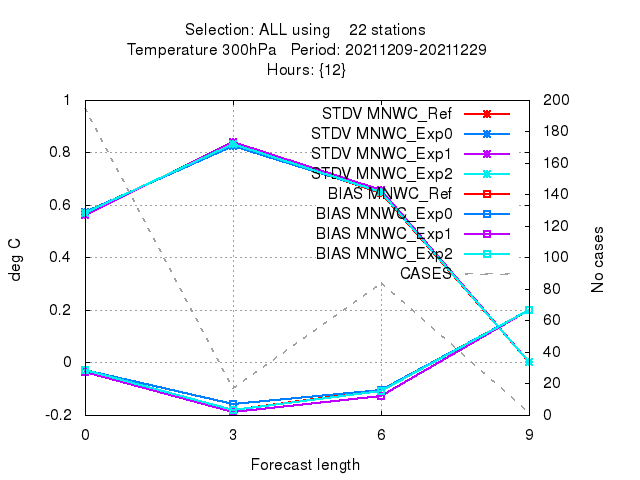 Selection: ALL using    22 stations
Temperature 300hPa   Period: 20211209-20211229
Hours: {12}
STDV MNWC_Ref
STDV MNWC_Exp0
STDV MNWC_Exp1
STDV MNWC_Exp2
BIAS MNWC_Ref
BIAS MNWC_Exp0
BIAS MNWC_Exp1
BIAS MNWC_Exp2
CASES
deg C
1
0.8
0.6
0.4
0.2
0
-0.2
No cases
200
180
160
140
120
100
80
60
40
20
0
0 3 6 9
Forecast length